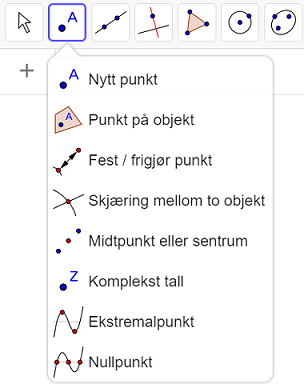 A
A Nytt punkt
A Punkt på objekt
Fest / frigjør punkt
Skjæring mellom to objekt
Midtpunkt eller sentrum
Z Komplekst tall
Ekstremalpunkt
Nullpunkt